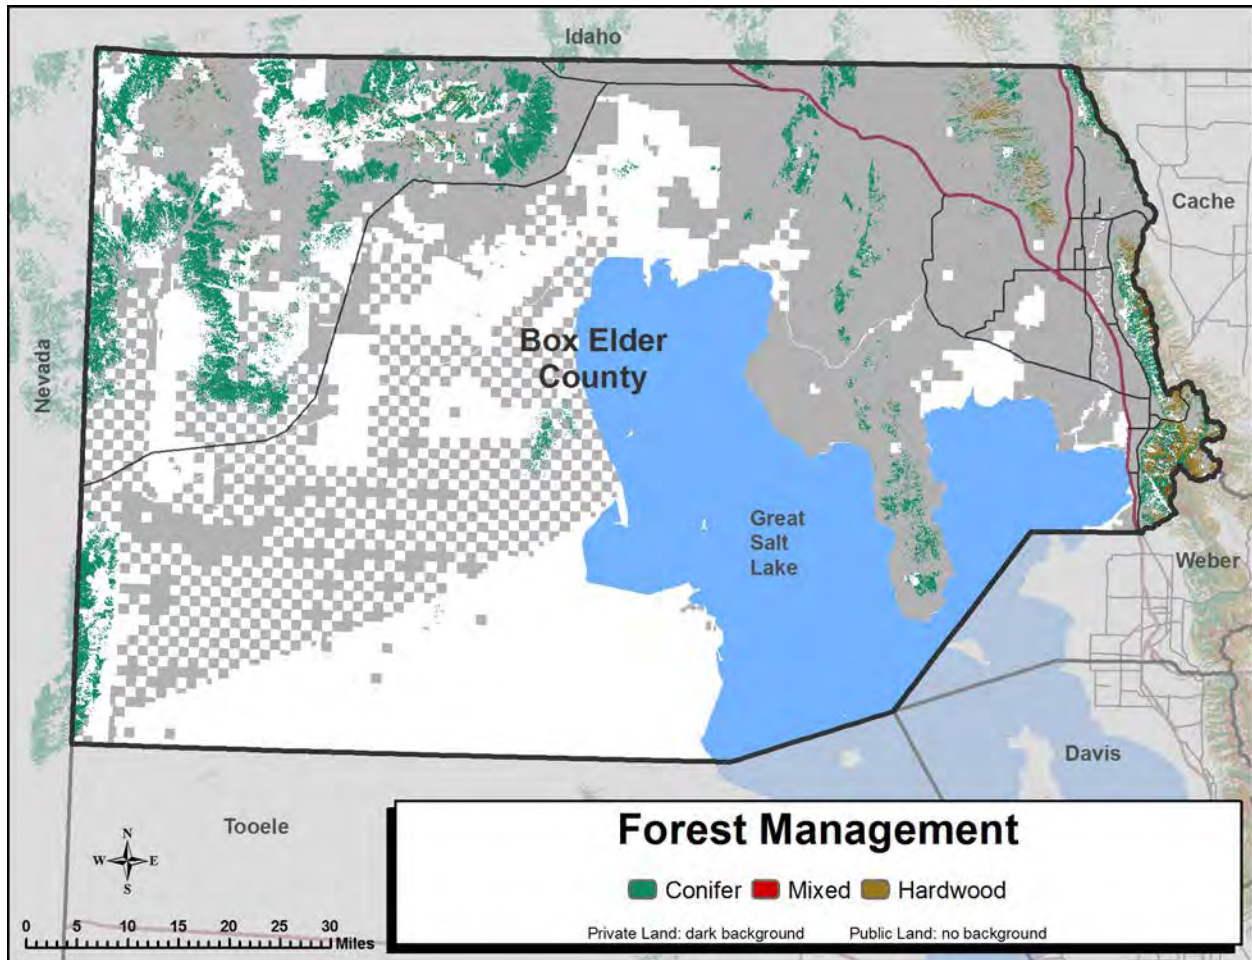 Idaho
Cache
Nevada
Box Elder
County
Great
Salt
Lake
Weber
Davis
Tooele
N
W E
S
0 5 10 15 20 25 30
Miles
Forest Management
Conifer Mixed Hardwood
Private Land: dark background Public Land: no background